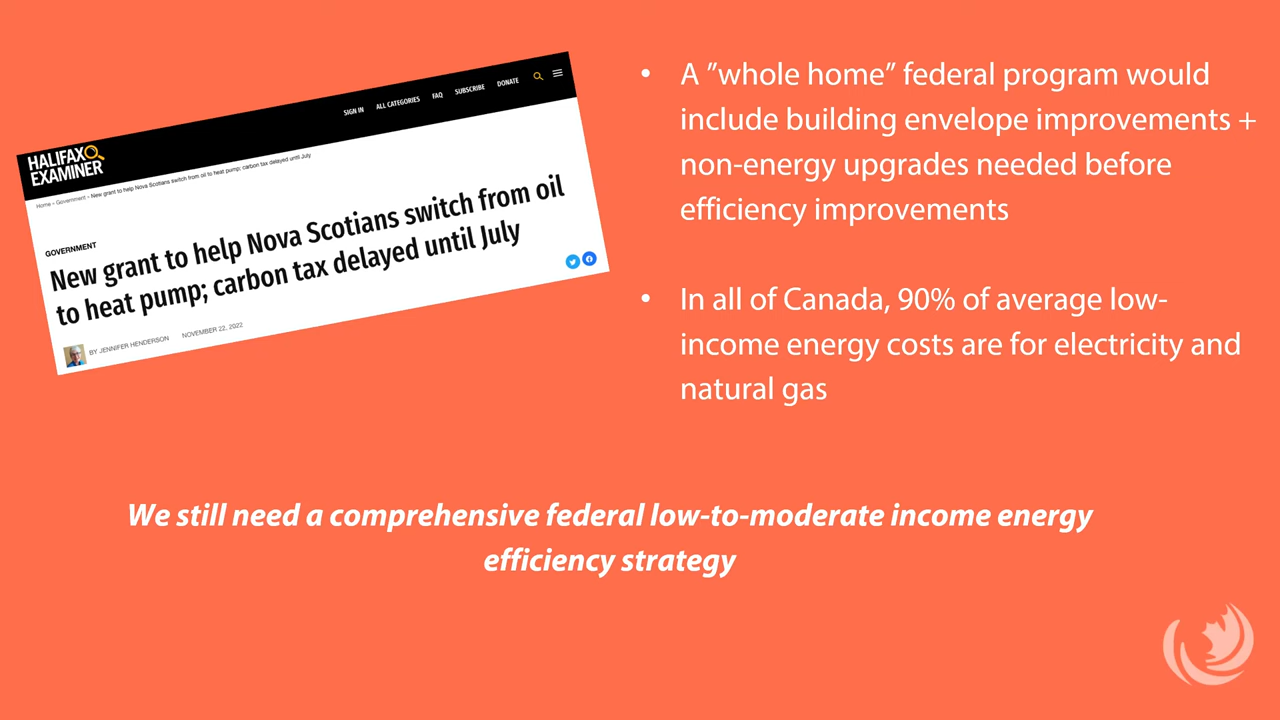 SIGN IN ALL CATEGORIES FAQ SUBSCRIBE DONATE
HALIFAX
EXAMINER
Home » Government » New grant to help Nova Scotians switch from oil to heat pump; carbon tax delayed until July
GOVERNMENT
New grant to help Nova Scotians switch from oil
to heat pump; carbon tax delayed until July
BY JENNIFER HENDERSON NOVEMBER 22, 2022
• A ”whole home” federal program would
include building envelope improvements +
non-energy upgrades needed before
efficiency improvements
• In all of Canada, 90% of average low-
income energy costs are for electricity and
natural gas
We still need a comprehensive federal low-to-moderate income energy
efficiency strategy